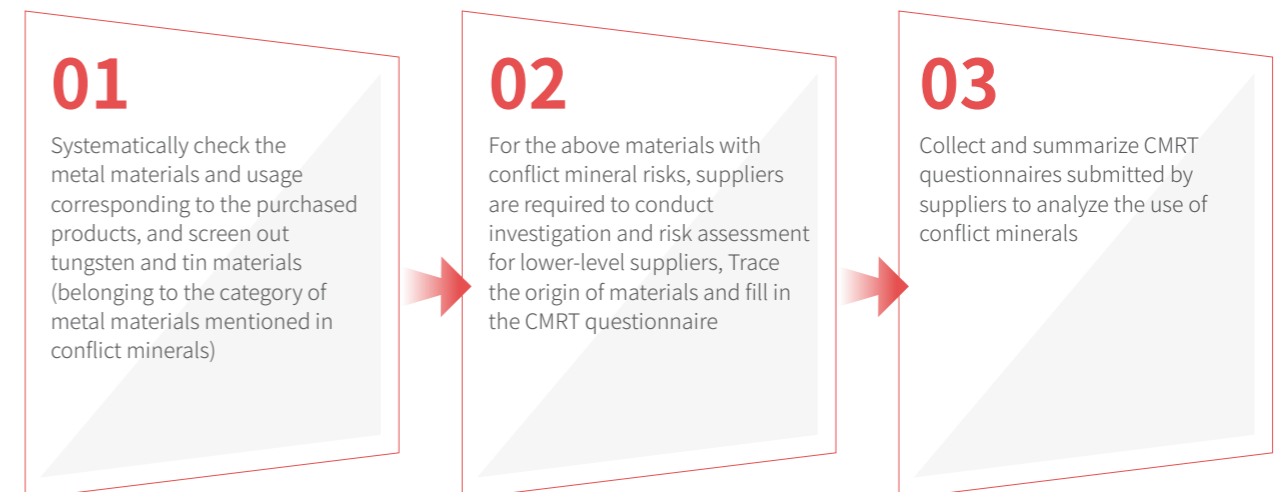 01
Systematically check the
metal materials and usage
corresponding to the purchased
products, and screen out
tungsten and tin materials
(belonging to the category of
metal materials mentioned in
conflict minerals)
02
For the above materials with
conflict mineral risks, suppliers
are required to conduct
investigation and risk assessment
for lower-level suppliers, Trace
the origin of materials and fill in
the CMRT questionnaire
03
Collect and summarize CMRT
questionnaires submitted by
suppliers to analyze the use of
conflict minerals